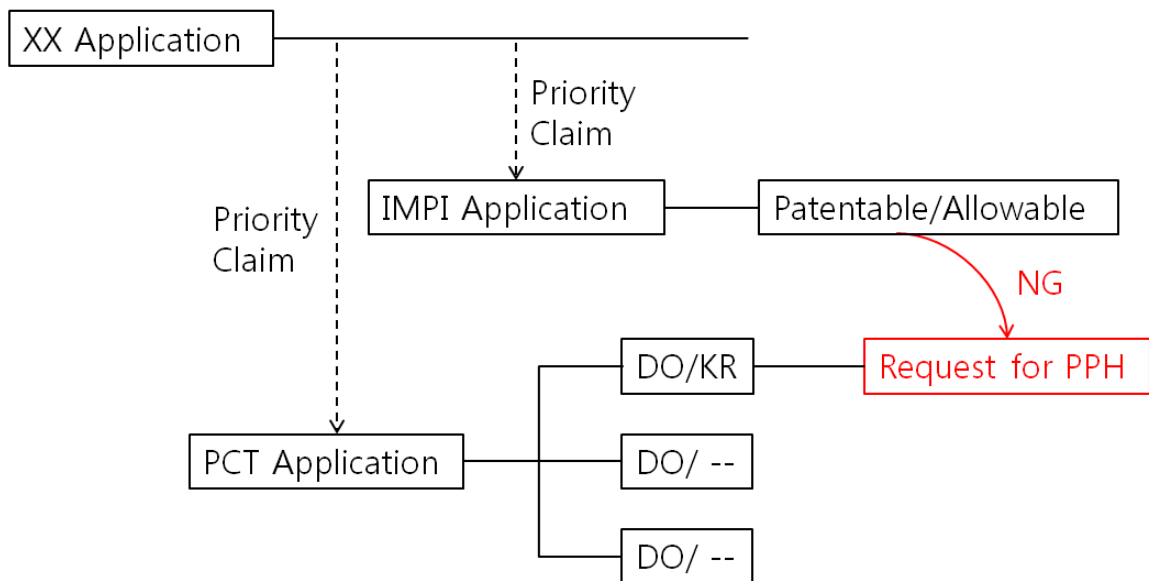 XX Application
Priority
Claim
IMPI Application
Patentable/Allowable
Priority
Claim
NG
DO/KR
Request for PPH
PCT Application
DO/ --
DO/ --